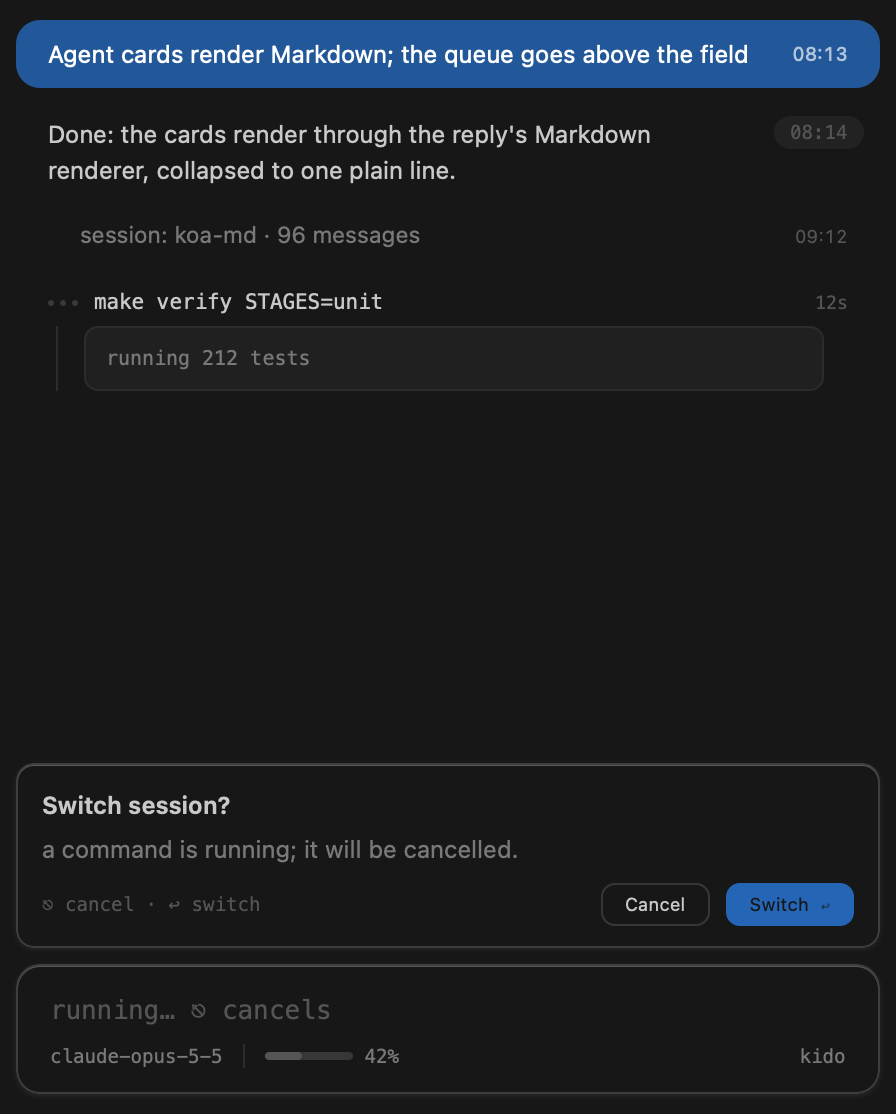 Agent cards render Markdown; the queue goes above the field 08:13
Done: the cards render through the reply's Markdown 08:14
renderer, collapsed to one plain line.
session: koa-md · 96 messages 09:12
make verify STAGES=unit 12s
running 212 tests
Switch session?
a command is running; it will be cancelled.
⎋ cancel · ↩ switch Cancel Switch ↩
running… ⎋ cancels
claude-opus-5-5 42% kido